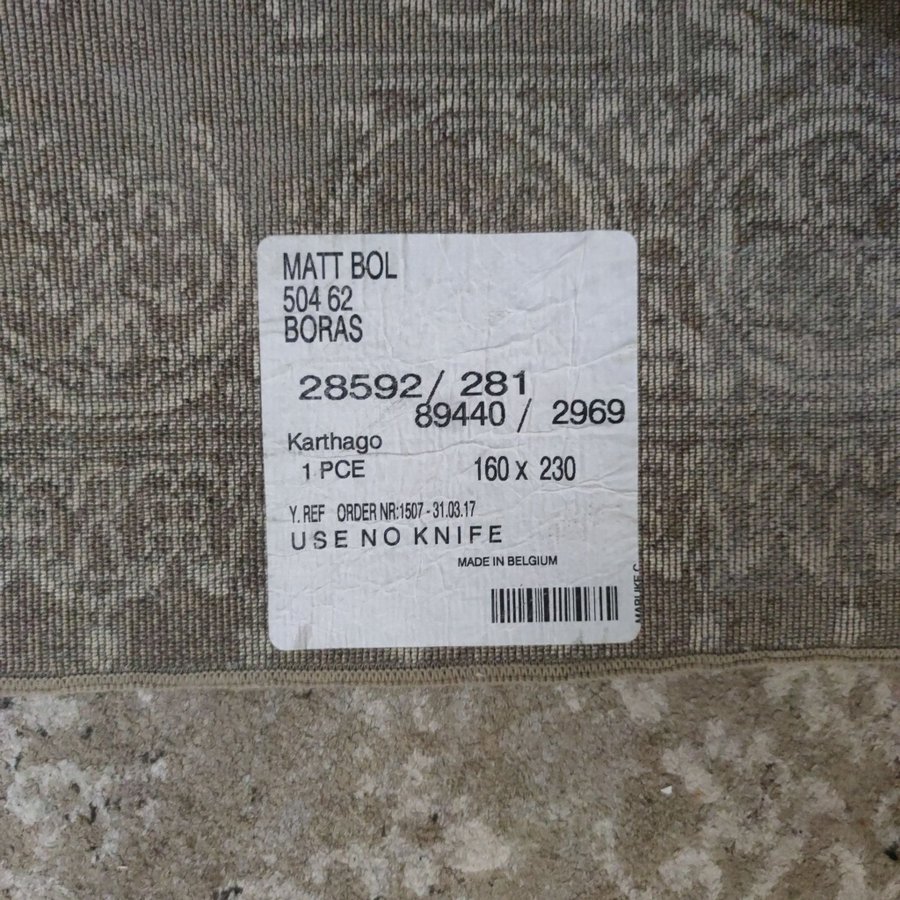 MATT BOL
504 62
BORAS
28592/ 281
89440 / 2969
Karthago
1 PCE 160 x 230
Y. REF ORDER NR:1507 - 31.03.17
USE NO KNIFE
MADE IN BELGIUM
MARIJKE C